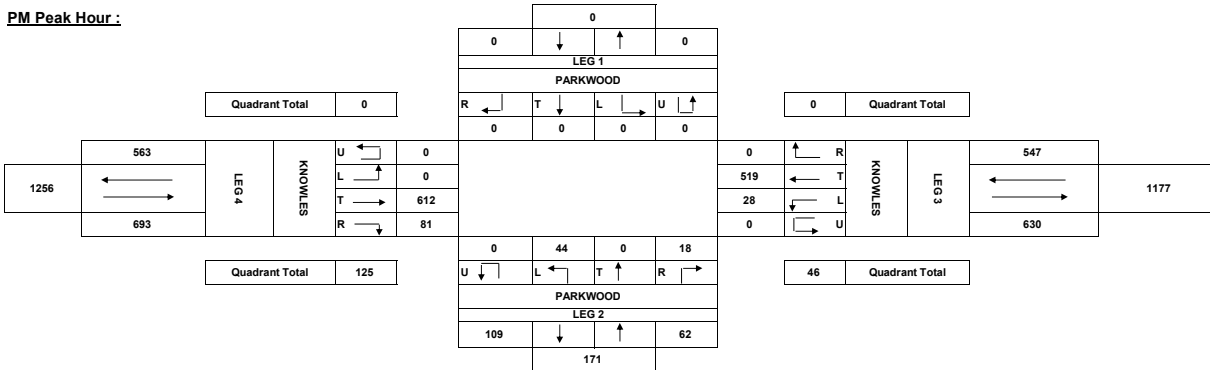 PM Peak Hour :
0
0 0
LEG 1
PARKWOOD
Quadrant Total 0
R T L U
0 Quadrant Total
0 0 0 0
563 U 0
0 R 547
1256 LEG 4 KNOWLES L 0
519 T KNOWLES LEG 3 1177
T 612
28 L
693 R 81
0 U 630
0 44 0 18
Quadrant Total 125
U L T R
46 Quadrant Total
PARKWOOD
LEG 2
109 62
171